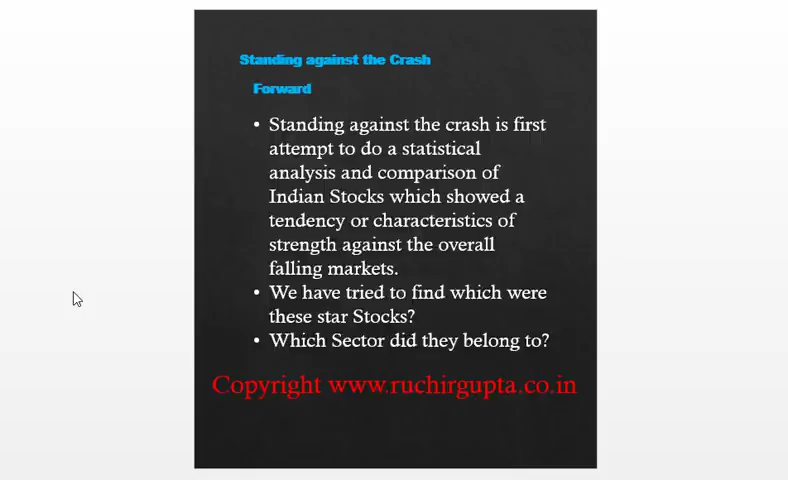 Standing against the Crash
Forward
• Standing against the crash is first
attempt to do a statistical
analysis and comparison of
Indian Stocks which showed a
tendency or characteristics of
strength against the overall
falling markets.
• We have tried to find which were
these star Stocks?
• Which Sector did they belong to?
Copyright www.ruchirgupta.co.in